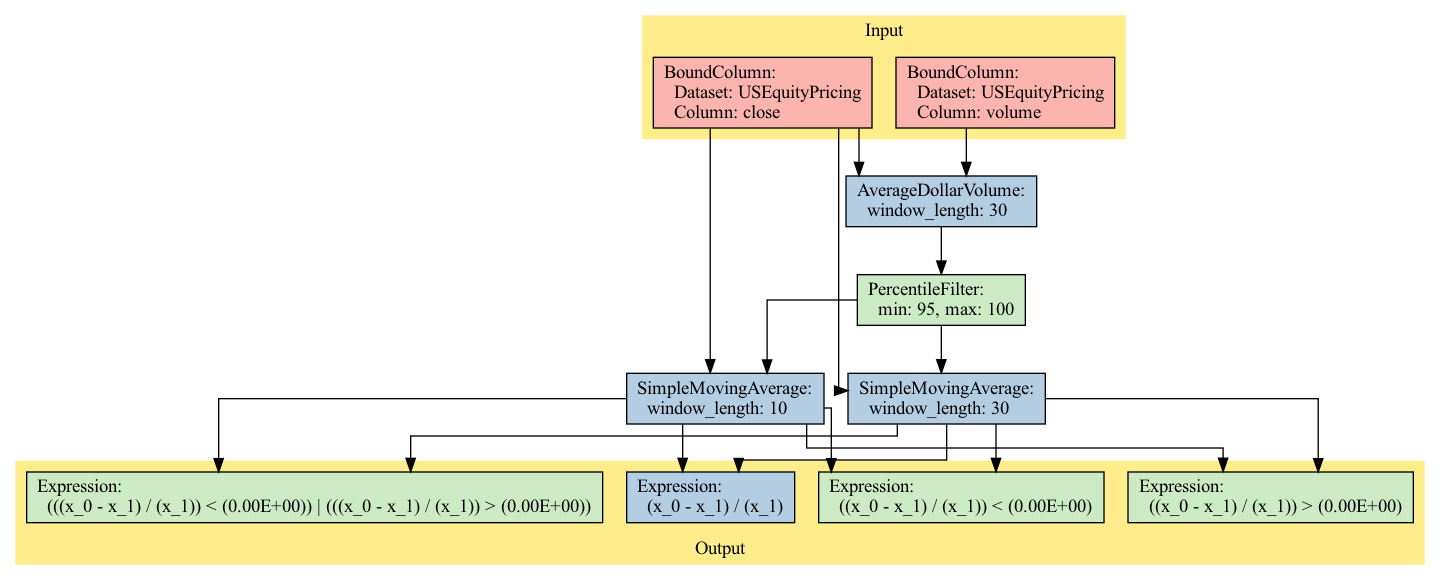 Input
BoundColumn:
Dataset: USEquityPricing
Column: close
BoundColumn:
Dataset: USEquityPricing
Column: volume
AverageDollarVolume:
window_length: 30
PercentileFilter:
min: 95, max: 100
SimpleMovingAverage:
window_length: 10
SimpleMovingAverage:
window_length: 30
Expression:
(((x_0 - x_1) / (x_1)) < (0.00E+00)) | (((x_0 - x_1) / (x_1)) > (0.00E+00))
Expression:
(x_0 - x_1) / (x_1)
Expression:
((x_0 - x_1) / (x_1)) < (0.00E+00)
Expression:
((x_0 - x_1) / (x_1)) > (0.00E+00)
Output